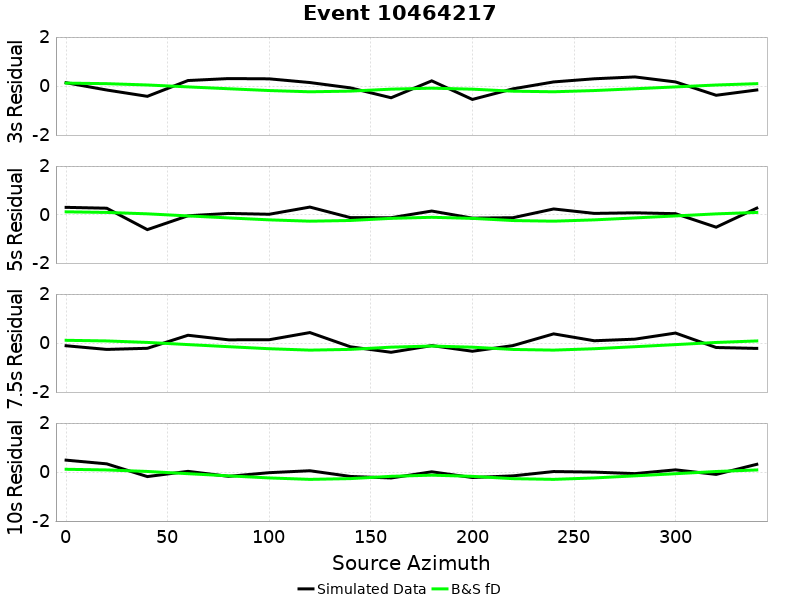 Event 10464217
3s Residual
2
0
-2
5s Residual
2
0
-2
7.5s Residual
2
0
-2
10s Residual
2
0
-2
0 50 100 150 200 250 300
Source Azimuth
Simulated Data B&S fD